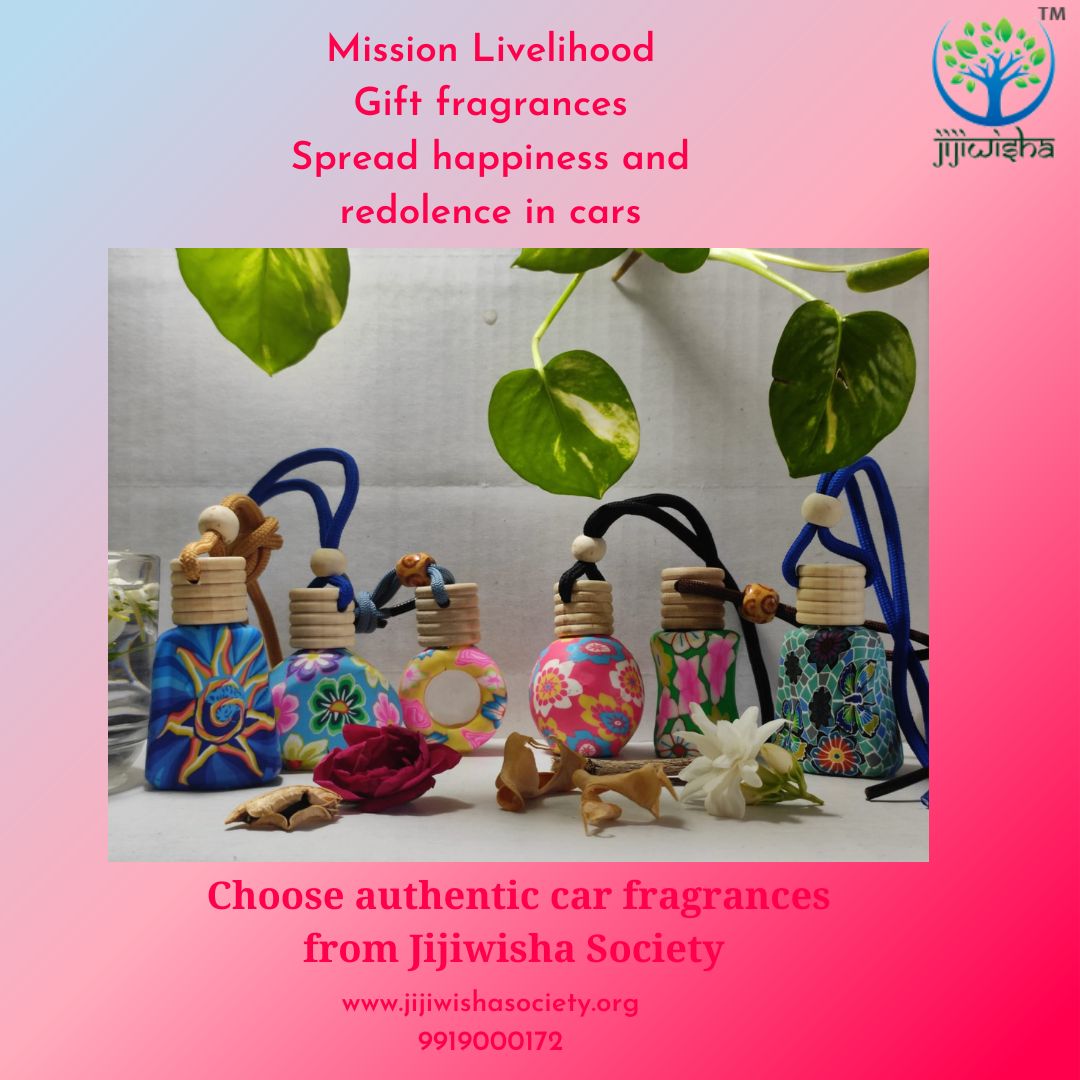 Mission Livelihood
Gift fragrances
Spread happiness and
redolence in cars
TM
jijiwisha
Choose authentic car fragrances
from Jijiwisha Society
www.jijiwishasociety.org
9919000172